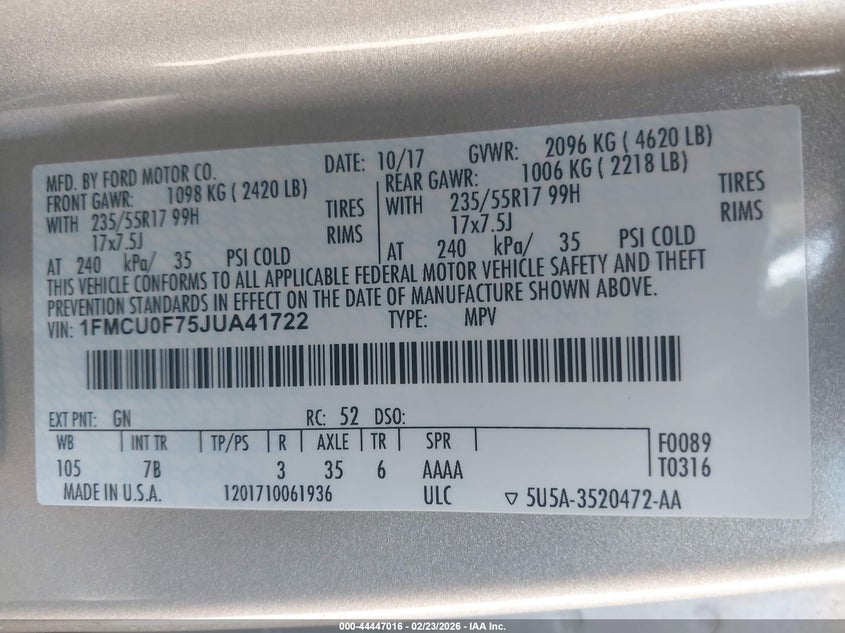 MFD. BY FORD MOTOR CO. DATE: 10/17 GVWR: 2096 KG ( 4620 LB)
FRONT GAWR: 1098 KG ( 2420 LB) REAR GAWR: 1006 KG ( 2218 LB)
WITH 235/55R17 99H TIRES WITH 235/55R17 99H TIRES
17x7.5J RIMS 17x7.5J RIMS
AT 240 kPa/ 35 PSI COLD AT 240 kPa/ 35 PSI COLD
THIS VEHICLE CONFORMS TO ALL APPLICABLE FEDERAL MOTOR VEHICLE SAFETY AND THEFT
PREVENTION STANDARDS IN EFFECT ON THE DATE OF MANUFACTURE SHOWN ABOVE.
VIN: 1FMCU0F75JUA41722 TYPE: MPV
EXT PNT: GN RC: 52 DSO:
WB INT TR TP/PS R AXLE TR SPR F0089
105 7B 3 35 6 AAAA T0316
MADE IN U.S.A. 1201710061936 ULC ▽ 5U5A-3520472-AA
000-44447016 - 02/23/2026 - IAA Inc.